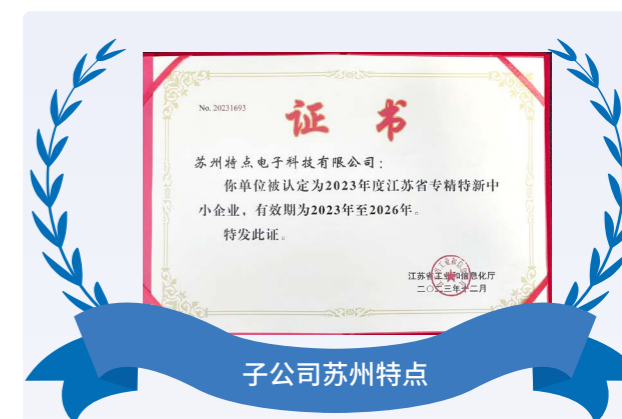 No. 20231693
证书
苏州特点电子科技有限公司：
你单位被认定为2023年度江苏省专精特新中
小企业，有效期为2023年至2026年。
特发此证。
江苏省工业和信息化厅
二〇二三年十二月
子公司苏州特点